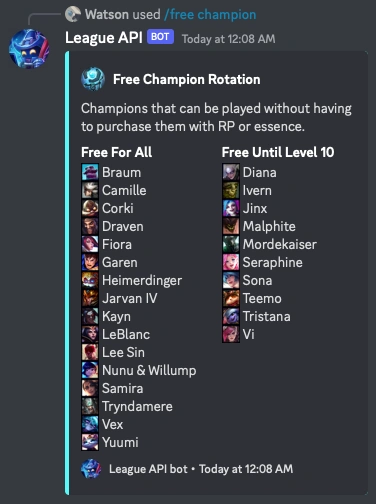 Watson used /free champion
League API BOT Today at 12:08 AM
Free Champion Rotation
Champions that can be played without having
to purchase them with RP or essence.
Free For All
Braum
Camille
Corki
Draven
Fiora
Garen
Heimerdinger
Jarvan IV
Kayn
LeBlanc
Lee Sin
Nunu & Willump
Samira
Tryndamere
Vex
Yuumi
Free Until Level 10
Diana
Ivern
Jinx
Malphite
Mordekaiser
Seraphine
Sona
Teemo
Tristana
Vi
League API bot • Today at 12:08 AM